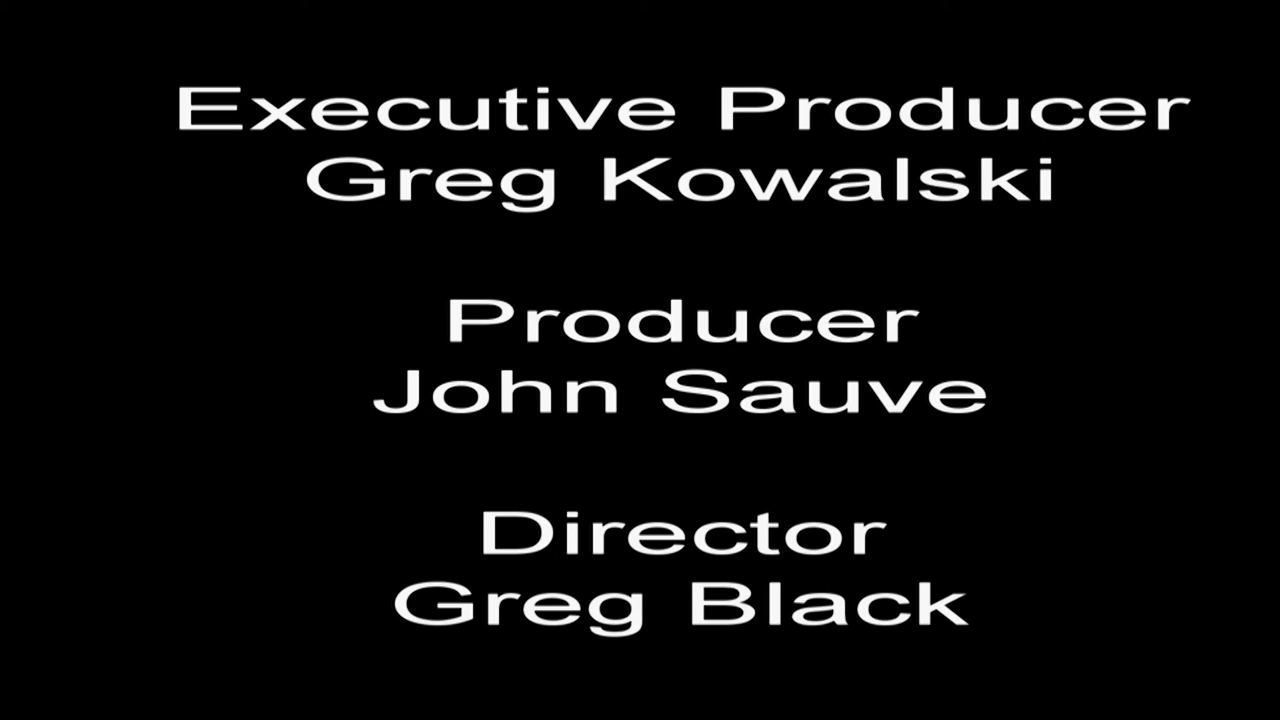 Executive Producer
Greg Kowalski
Producer
John Sauve
Director
Greg Black